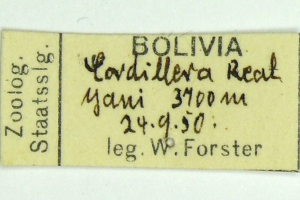 Zoolog.
Staatsslg.
BOLIVIA
Cordillera Real
Yani 3700 m
24.9.50.
leg. W. Forster